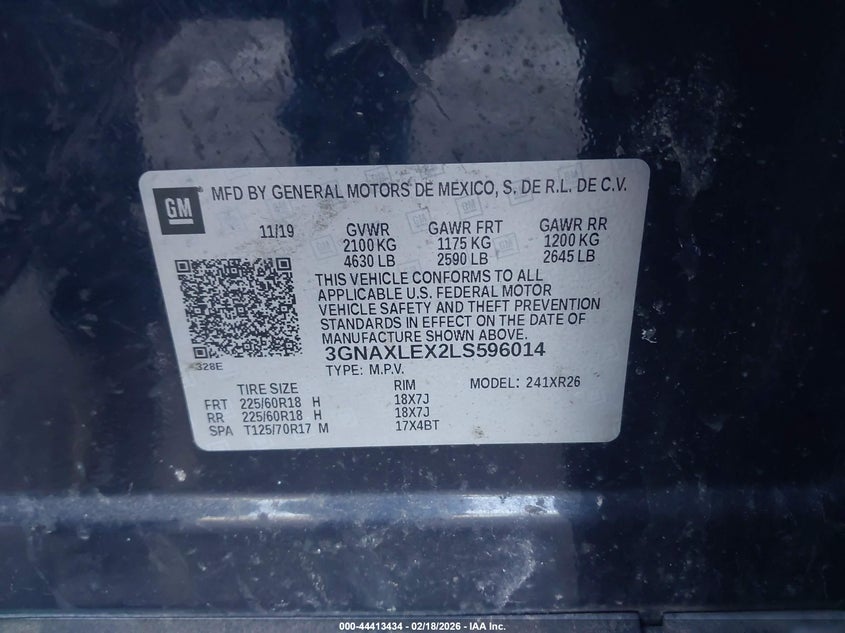 GM
MFD BY GENERAL MOTORS DE MEXICO, S. DE R.L. DE C.V.
11/19 GVWR GAWR FRT GAWR RR
2100 KG 1175 KG 1200 KG
4630 LB 2590 LB 2645 LB
THIS VEHICLE CONFORMS TO ALL
APPLICABLE U.S. FEDERAL MOTOR
VEHICLE SAFETY AND THEFT PREVENTION
STANDARDS IN EFFECT ON THE DATE OF
MANUFACTURE SHOWN ABOVE.
3GNAXLEX2LS596014
328E
TYPE: M.P.V.
TIRE SIZE RIM MODEL: 241XR26
FRT 225/60R18 H 18X7J
RR 225/60R18 H 18X7J
SPA T125/70R17 M 17X4BT
000-44413434 - 02/18/2026 - IAA Inc.